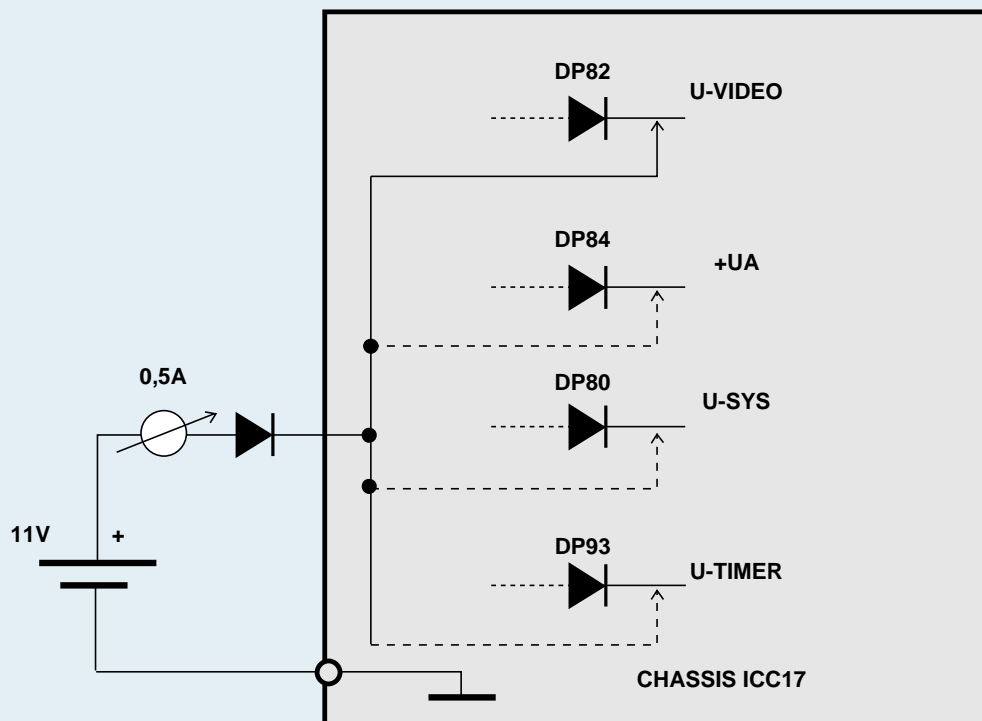 DP82
U-VIDEO
DP84
+UA
0,5A
DP80
U-SYS
11V
+
DP93
U-TIMER
CHASSIS ICC17